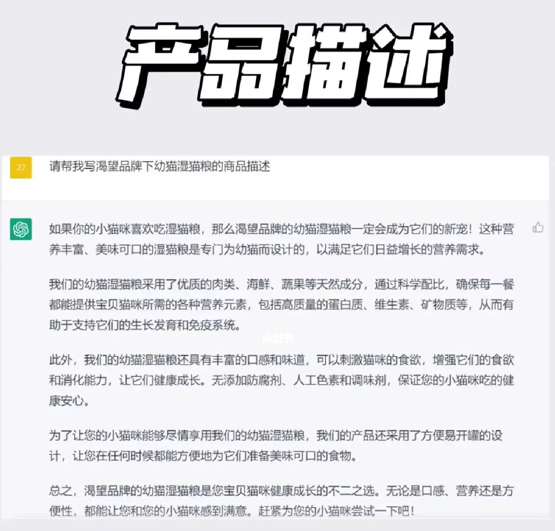 产品描述
27
请帮我写渴望品牌下幼猫湿猫粮的商品描述
如果你的小猫咪喜欢吃湿猫粮，那么渴望品牌的幼猫湿猫粮一定会成为它们的新宠！这种营
养丰富、美味可口的湿猫粮是专门为幼猫而设计的，以满足它们日益增长的营养需求。
我们的幼猫湿猫粮采用了优质的肉类、海鲜、蔬果等天然成分，通过科学配比，确保每一餐
都能提供宝贝猫咪所需的各种营养元素，包括高质量的蛋白质、维生素、矿物质等，从而有
助于支持它们的生长发育和免疫系统。
小红书
此外，我们的幼猫湿猫粮还具有丰富的口感和味道，可以刺激猫咪的食欲，增强它们的食欲
和消化能力，让它们健康成长。无添加防腐剂、人工色素和调味剂，保证您的小猫咪吃的健
康安心。
为了让您的小猫咪能够尽情享用我们的幼猫湿猫粮，我们的产品还采用了方便易开罐的设
计，让您在任何时候都能方便地为它们准备美味可口的食物。
总之，渴望品牌的幼猫湿猫粮是您宝贝猫咪健康成长的不二之选。无论是口感、营养还是方
便性，都能让您和您的小猫咪感到满意。赶紧为您的小猫咪尝试一下吧！